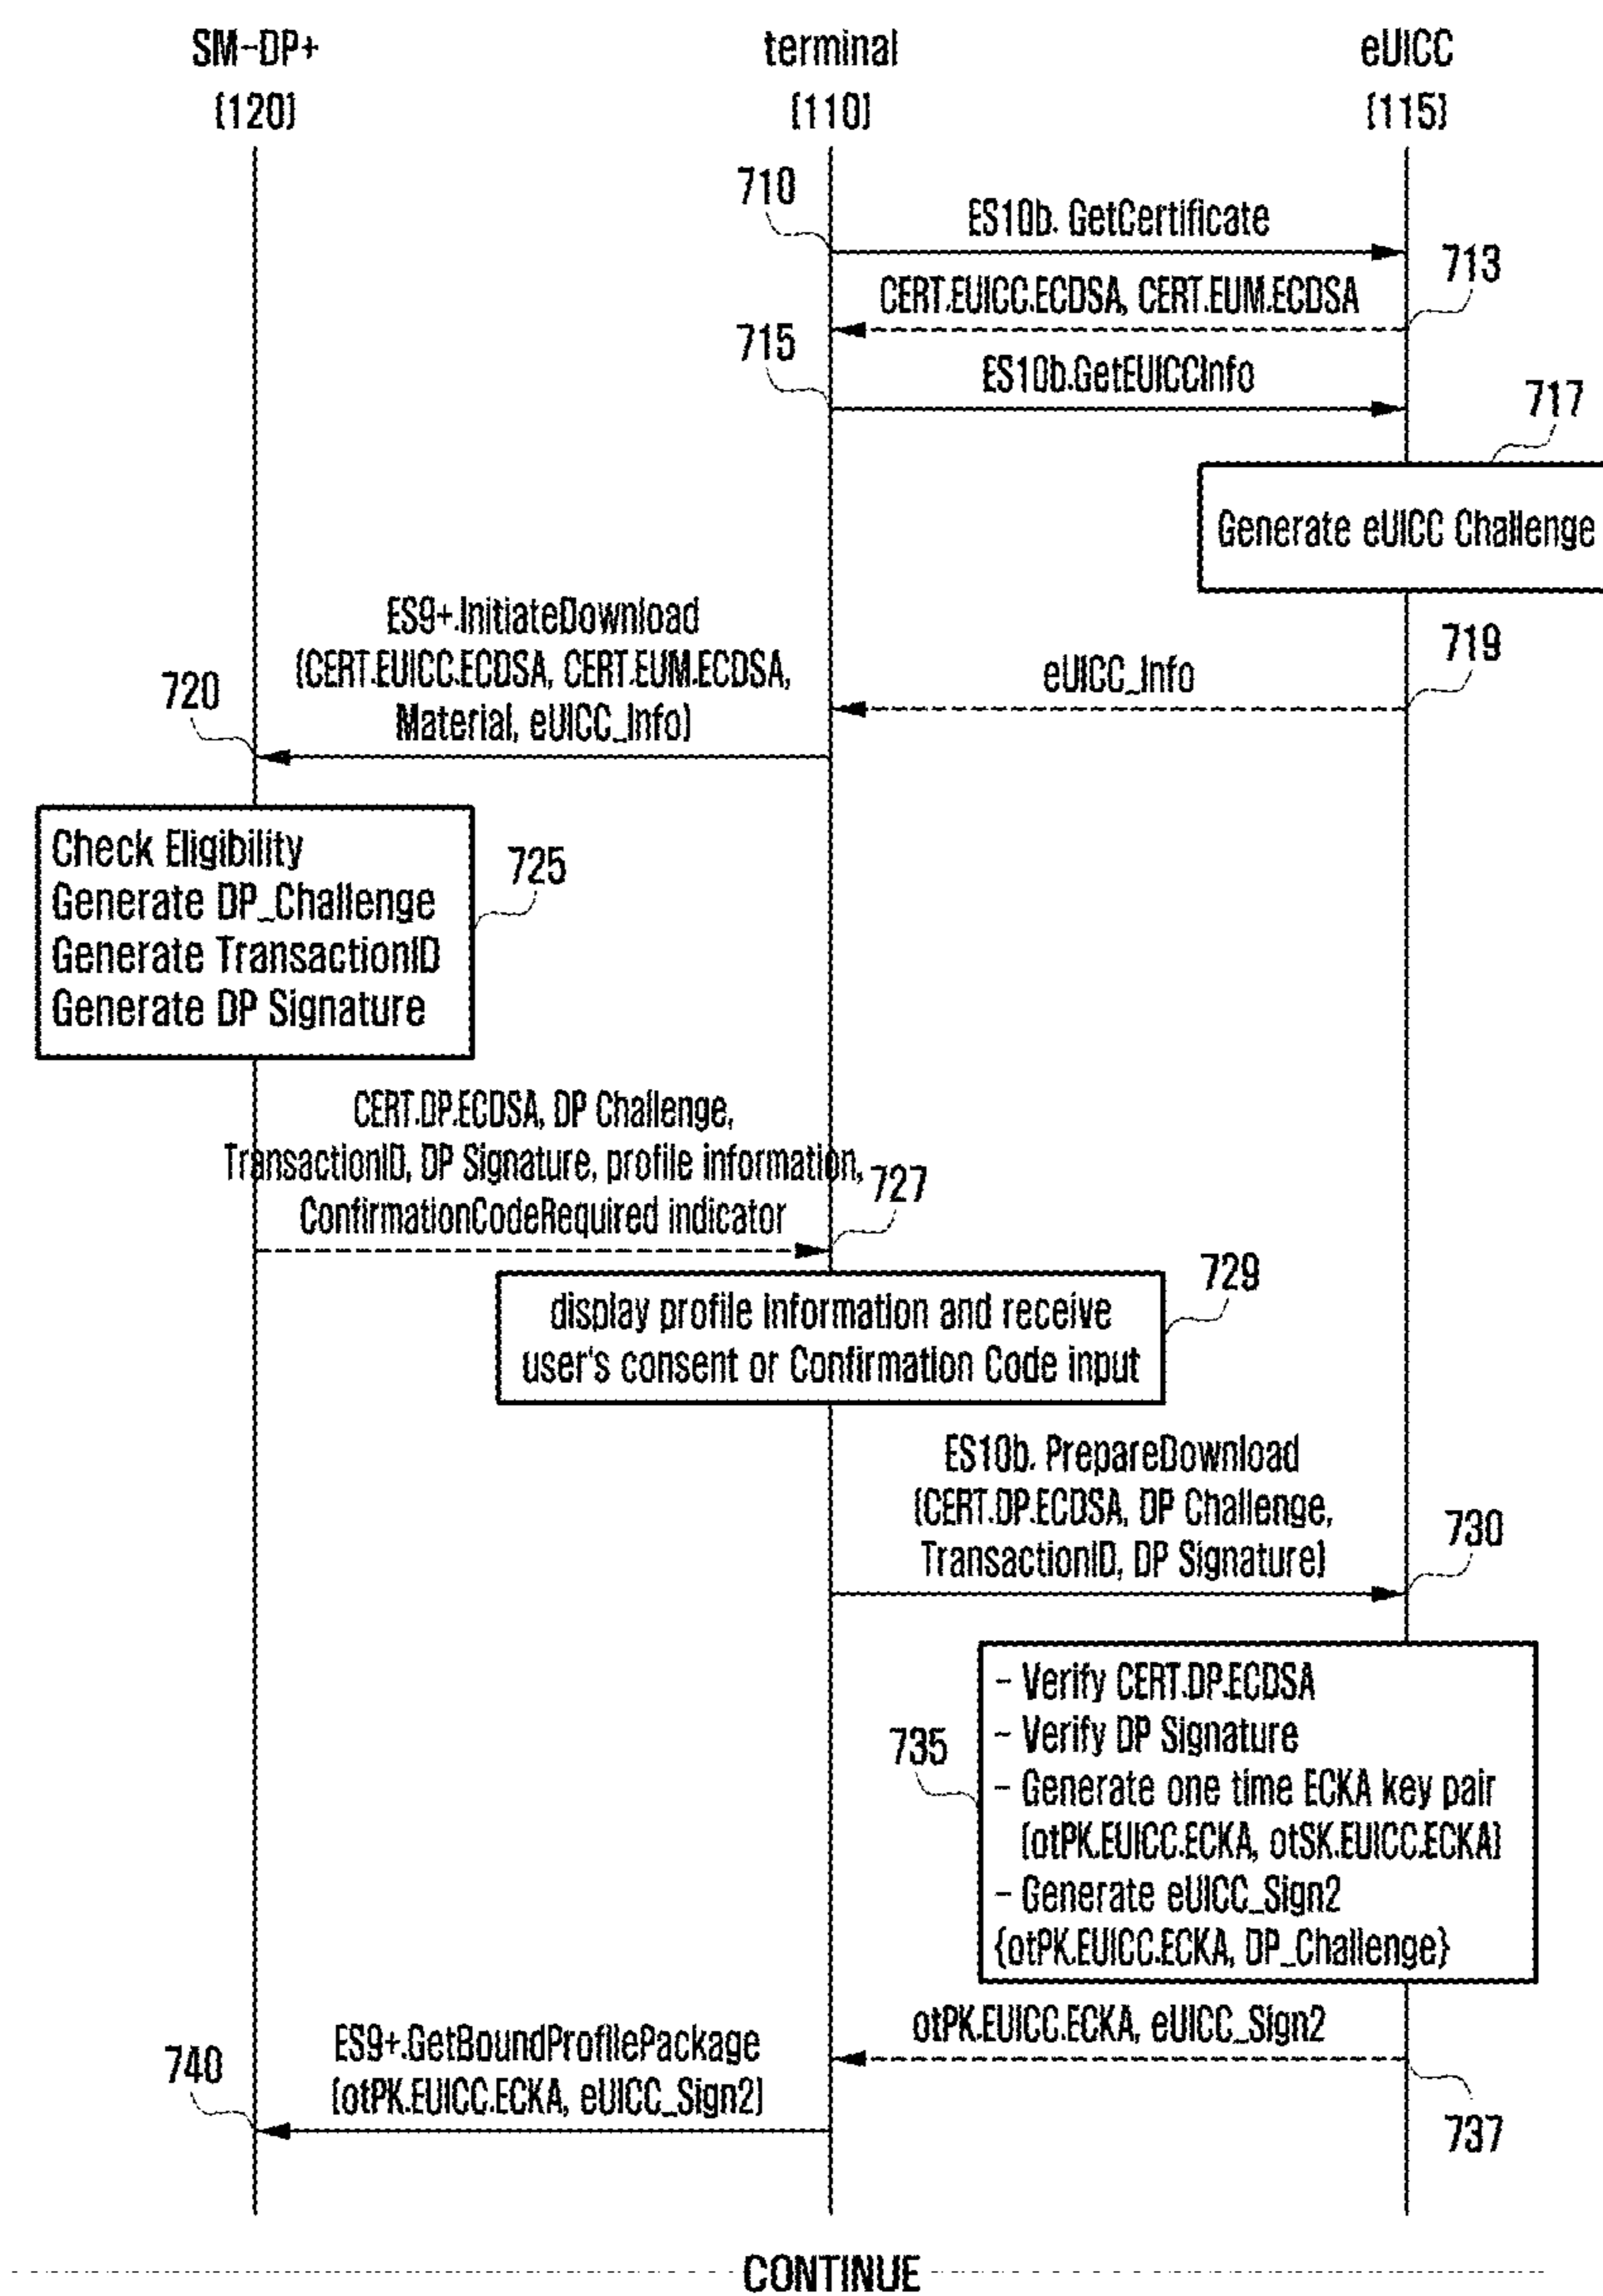 SM-DP+
[120]
terminal
[110]
eUICC
[115]
710
ES10b. GetCertificate
713
CERT.EUICC.ECDSA, CERT.EUM.ECDSA
715
ES10b.GetEUICCInfo
717
Generate eUICC Challenge
ES9+.InitiateDownload
(CERT.EUICC.ECDSA, CERT.EUM.ECDSA,
Material, eUICC_Info)
720
719
eUICC_Info
Check Eligibility
Generate DP_Challenge
Generate TransactionID
Generate DP Signature
725
CERT.DP.ECDSA, DP Challenge,
TransactionID, DP Signature, profile information,
ConfirmationCodeRequired indicator
727
display profile information and receive
user's consent or Confirmation Code input
729
ES10b. PrepareDownload
(CERT.DP.ECDSA, DP Challenge,
TransactionID, DP Signature)
730
- Verify CERT.DP.ECDSA
- Verify DP Signature
- Generate one time ECKA key pair
(otPK.EUICC.ECKA, otSK.EUICC.ECKA)
- Generate eUICC_Sign2
{otPK.EUICC.ECKA, DP_Challenge}
735
otPK.EUICC.ECKA, eUICC_Sign2
737
ES9+.GetBoundProfilePackage
(otPK.EUICC.ECKA, eUICC_Sign2)
740
CONTINUE